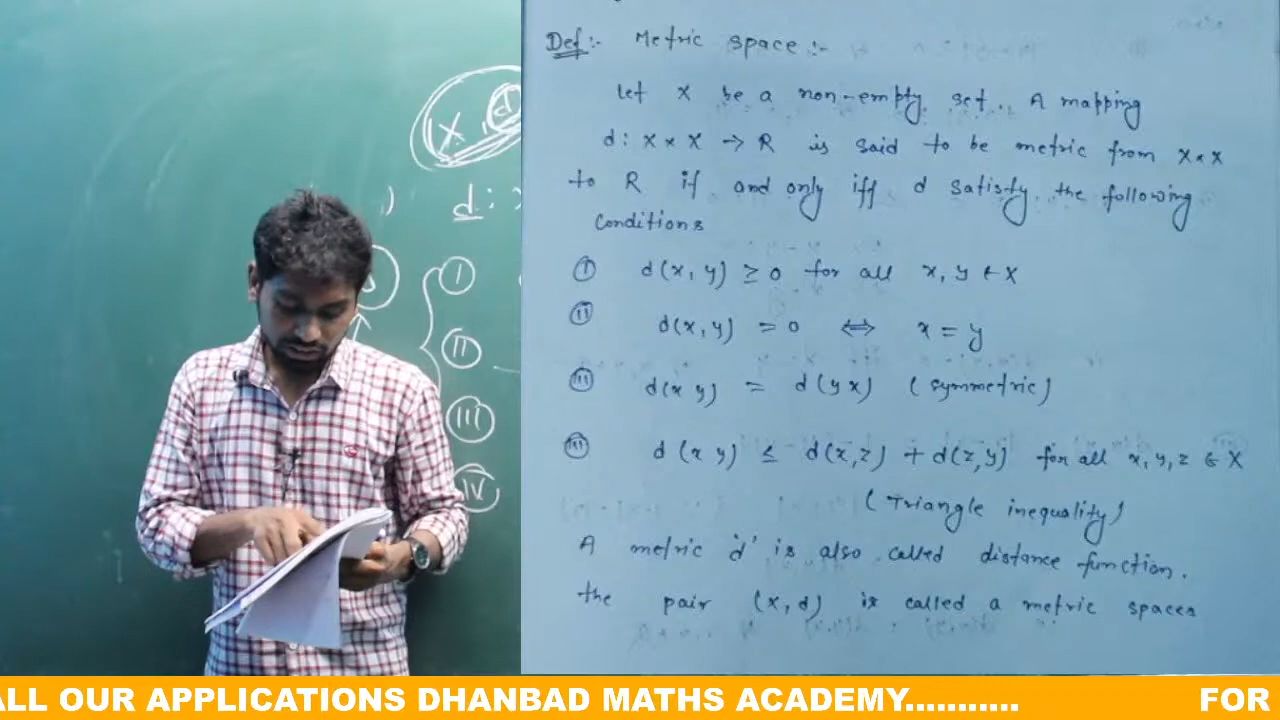 (X, d
)
d :
I
II
III
IV
Def:- Metric space :-
Let X be a non-empty set. A mapping
d : X × X → R is said to be metric from X × X
to R if and only iff d satisfy the following
Conditions
I d(x, y) ≥ 0 for all x, y ∈ X
II d(x, y) = 0 ⇔ x = y
III d(x y) = d(y x) (Symmetric)
d(x y) ≤ d(x, z) + d(z, y) for all x, y, z ∈ X
(Triangle inequality)
A metric 'd' is also called distance function.
the pair (X, d) is called a metric spaces
ALL OUR APPLICATIONS DHANBAD MATHS ACADEMY........... FOR